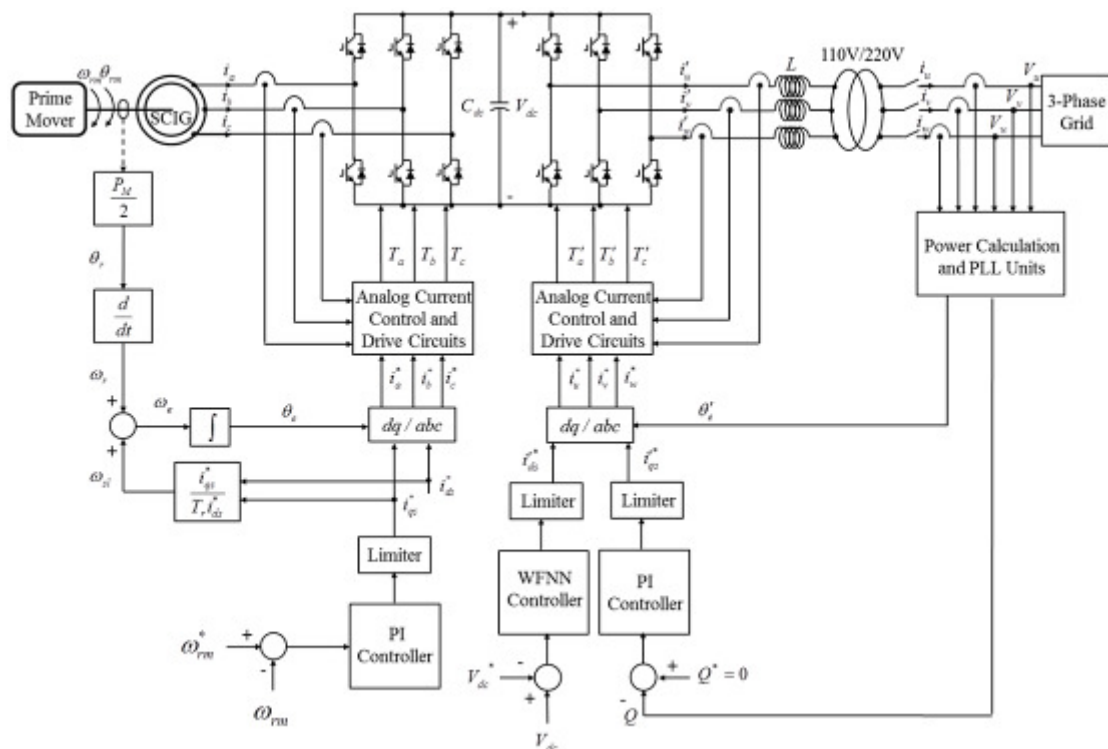 110V/220V
Prime
Mover
ω_rm θ_rm
SCIG
i_a
i_b
i_c
C_dc
V_dc
+
-
i'_u
i'_v
i'_w
L
i_u
i_v
i_w
V_u
V_v
V_w
3-Phase
Grid
P_M
2
θ_r
d
dt
ω_r
+
+
ω_sl
ω_e
∫
θ_e
T_a T_b T_c
Analog Current
Control and
Drive Circuits
i*_a i*_b i*_c
dq / abc
i*_qs
T_r i*_ds
i*_ds
i*_qs
Limiter
PI
Controller
ω*_rm
+
-
ω_rm
T'_a T'_b T'_c
Analog Current
Control and
Drive Circuits
i*_u i*_v i*_w
dq / abc
θ'_e
i'*_ds
i'*_qs
Limiter
Limiter
WFNN
Controller
PI
Controller
V_dc*
-
+
V_dc
+
Q* = 0
-
Q
Power Calculation
and PLL Units